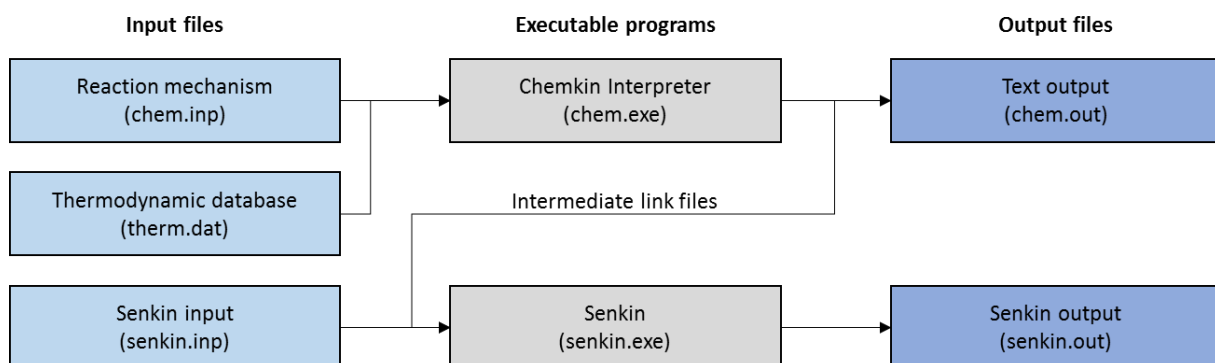 Input files
Executable programs
Output files
Reaction mechanism
(chem.inp)
Chemkin Interpreter
(chem.exe)
Text output
(chem.out)
Thermodynamic database
(therm.dat)
Intermediate link files
Senkin input
(senkin.inp)
Senkin
(senkin.exe)
Senkin output
(senkin.out)